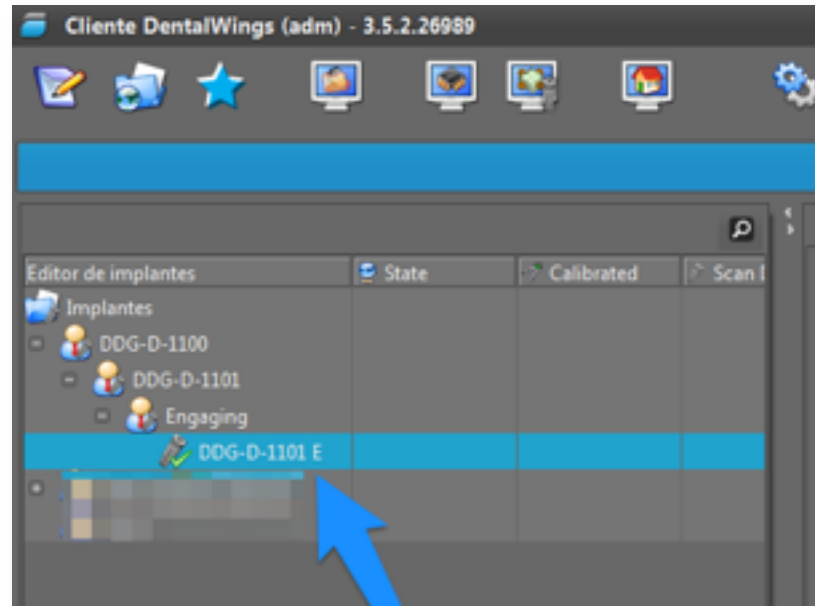 Cliente DentalWings (adm) - 3.5.2.26989
Editor de implantes State Calibrated Scan
Implantes
DDG-D-1100
DDG-D-1101
Engaging
DDG-D-1101 E